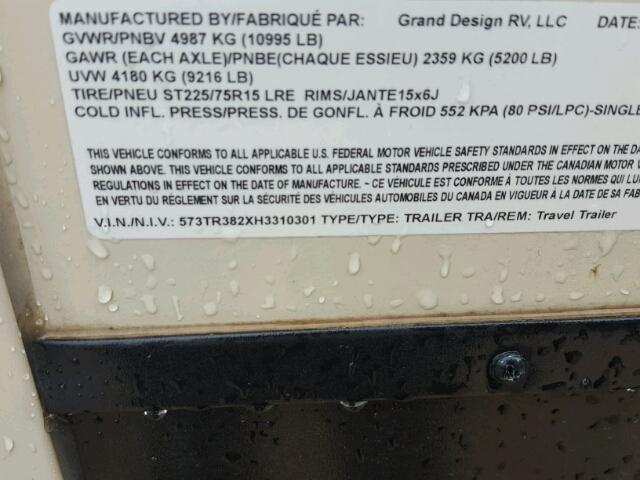 MANUFACTURED BY/FABRIQUÉ PAR: Grand Design RV, LLC DATE:
GVWR/PNBV 4987 KG (10995 LB)
GAWR (EACH AXLE)/PNBE(CHAQUE ESSIEU) 2359 KG (5200 LB)
UVW 4180 KG (9216 LB)
TIRE/PNEU ST225/75R15 LRE RIMS/JANTE15x6J
COLD INFL. PRESS/PRESS. DE GONFL. À FROID 552 KPA (80 PSI/LPC)-SINGLE
THIS VEHICLE CONFORMS TO ALL APPLICABLE U.S. FEDERAL MOTOR VEHICLE SAFETY STANDARDS IN EFFECT ON THE DA
SHOWN ABOVE. THIS VEHICLE CONFORMS TO ALL APPLICABLE STANDARDS PRESCRIBED UNDER THE CANADIAN MOTOR V
REGULATIONS IN EFFECT ON THE DATE OF MANUFACTURE. ~ CE VÉHICULE EST CONFORME À TOUTES LES NORMES QUI LU
EN VERTU DU RÈGLEMENT SUR LA SÉCURITÉ DES VÉHICULES AUTOMOBILES DU CANADA EN VIGUEUR À LA DATE DE SA FAB
V.I.N./N.I.V.: 573TR382XH3310301 TYPE/TYPE: TRAILER TRA/REM: Travel Trailer